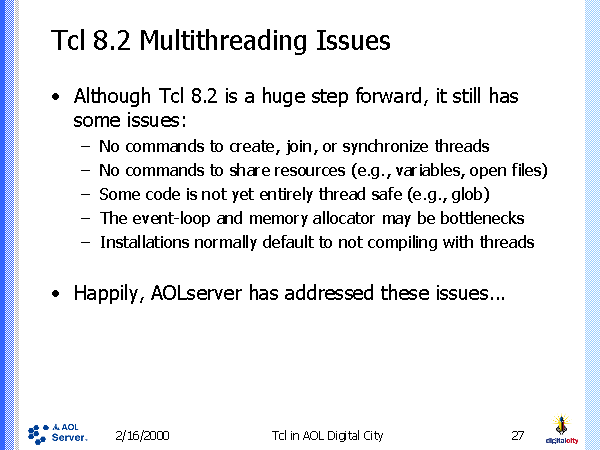 Tcl 8.2 Multithreading Issues
• Although Tcl 8.2 is a huge step forward, it still has
some issues:
– No commands to create, join, or synchronize threads
– No commands to share resources (e.g., variables, open files)
– Some code is not yet entirely thread safe (e.g., glob)
– The event-loop and memory allocator may be bottlenecks
– Installations normally default to not compiling with threads
• Happily, AOLserver has addressed these issues...
AOL
Server.
2/16/2000
Tcl in AOL Digital City
27
digitalcity